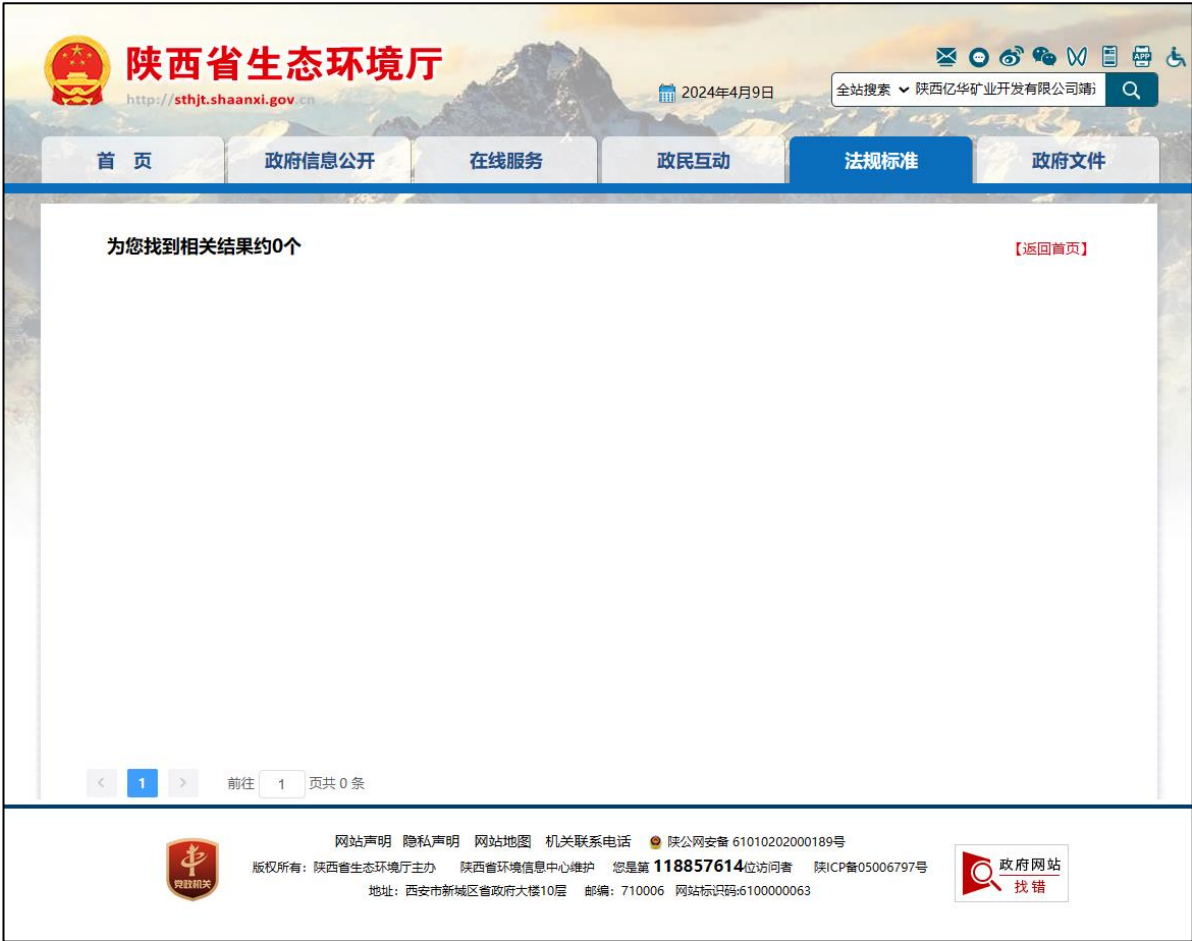 陕西省生态环境厅
http://sthjt.shaanxi.gov.cn
2024年4月9日
全站搜素 陕西亿华矿业开发有限公司靖
首 页 政府信息公开 在线服务 政民互动 法规标准 政府文件
为您找到相关结果约0个
【返回首页】
< 1 > 前往 1 页共 0 条
网站声明 隐私声明 网站地图 机关联系电话 陕公网安备 61010202000189号
版权所有：陕西省生态环境厅主办 陕西省环境信息中心维护 您是第 118857614位访问者 陕ICP备05006797号
地址：西安市新城区省政府大楼10层 邮编：710006 网站标识码:6100000063
党政机关
政府网站
找错
APP